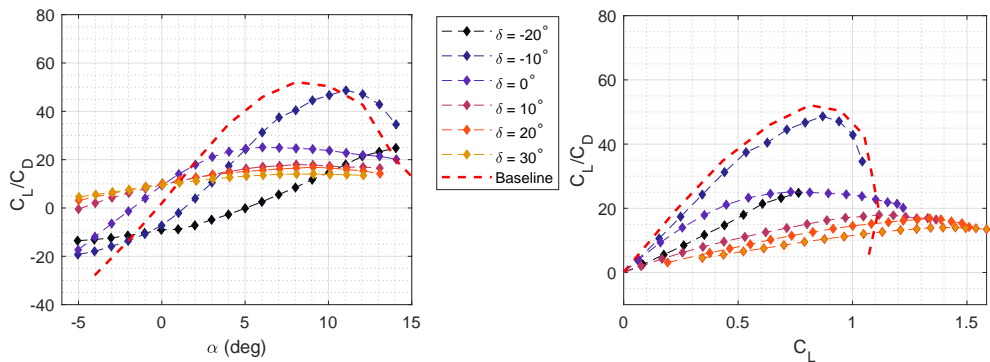 60
40
20
0
-20
-40
-5
0
5
10
15
C_L/C_D
α (deg)
δ = -20°
δ = -10°
δ = 0°
δ = 10°
δ = 20°
δ = 30°
Baseline
80
60
40
20
0
0
0.5
1
1.5
C_L/C_D
C_L